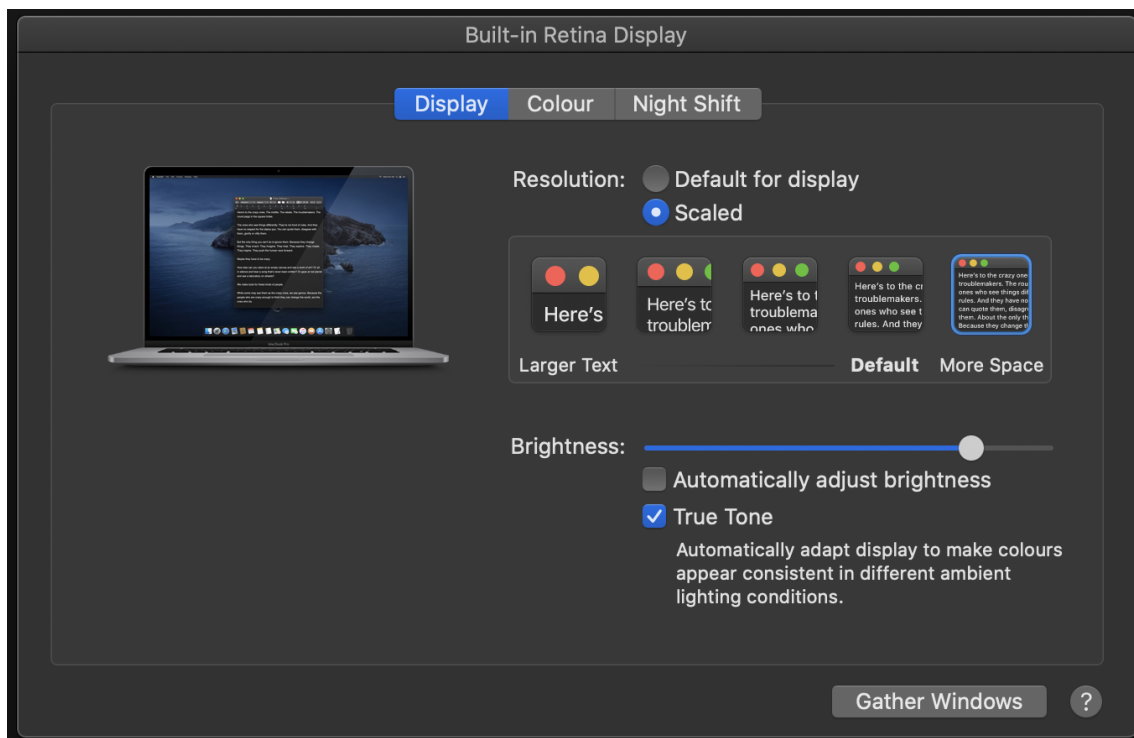 Built-in Retina Display
Display Colour Night Shift
Resolution: Default for display
Scaled
Here's
Here's to
troublem
Here's to t
troublema
ones who
Here's to the cr
troublemakers.
ones who see t
rules. And they
Here's to the crazy one
troublemakers. The rou
ones who see things dif
rules. And they have no
can quote them, disagr
them. About the only th
Because they change t
Larger Text Default More Space
Brightness:
Automatically adjust brightness
True Tone
Automatically adapt display to make colours
appear consistent in different ambient
lighting conditions.
Gather Windows ?